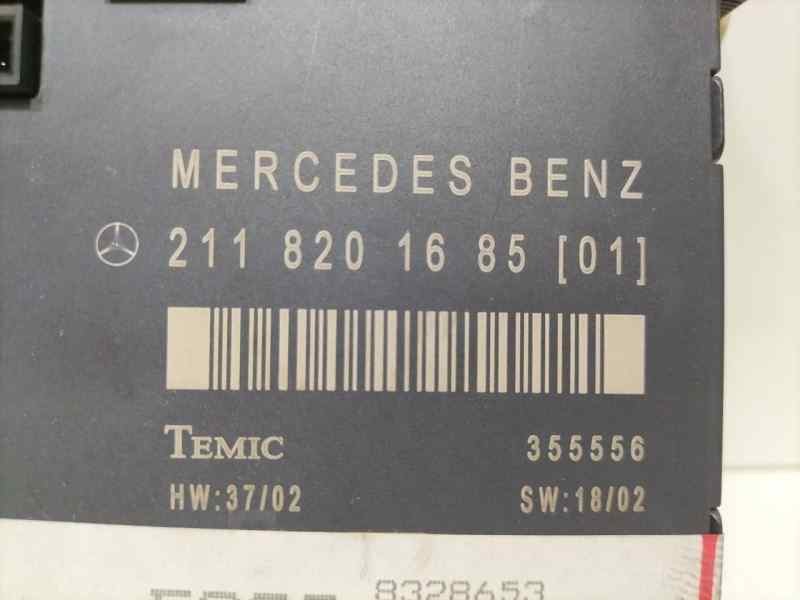 MERCEDES BENZ
211 820 16 85 [01]
TEMIC 355556
HW:37/02 SW:18/02
8328653